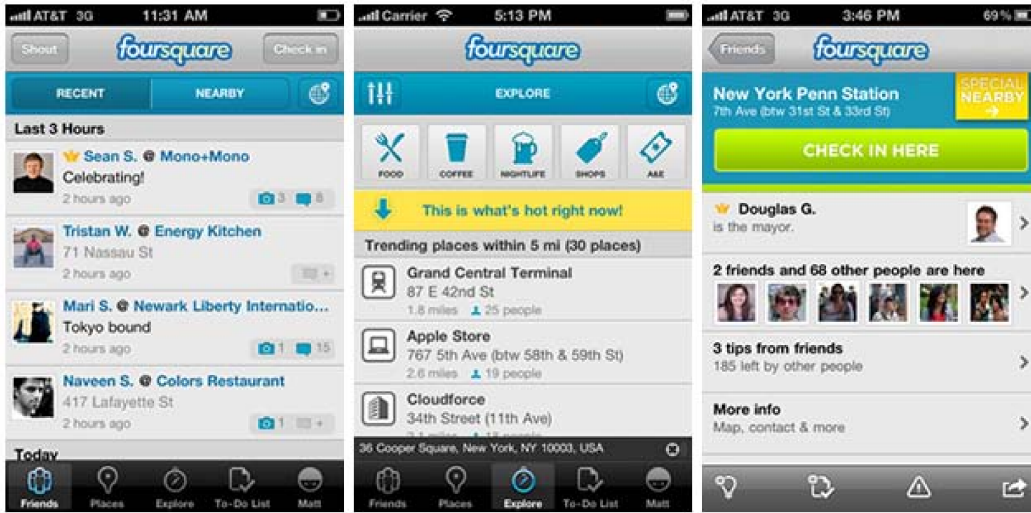 AT&T 3G 11:31 AM
Shout foursquare Check in
RECENT NEARBY
Last 3 Hours
Sean S. @ Mono+Mono
Celebrating!
2 hours ago 3 8
Tristan W. @ Energy Kitchen
71 Nassau St
2 hours ago +
Mari S. @ Newark Liberty Internatio...
Tokyo bound
2 hours ago 1 15
Naveen S. @ Colors Restaurant
417 Lafayette St
2 hours ago 1 +
Today
Friends Places Explore To-Do List Matt
Carrier 5:13 PM
foursquare
EXPLORE
FOOD COFFEE NIGHTLIFE SHOPS A&E
This is what's hot right now!
Trending places within 5 mi (30 places)
Grand Central Terminal
87 E 42nd St
1.8 miles 25 people
Apple Store
767 5th Ave (btw 58th & 59th St)
2.6 miles 19 people
Cloudforce
34th Street (11th Ave)
36 Cooper Square, New York, NY 10003, USA
Friends Places Explore To-Do List Matt
AT&T 3G 3:46 PM 69%
Friends foursquare
New York Penn Station
7th Ave (btw 31st St & 33rd St)
SPECIAL
NEARBY
CHECK IN HERE
Douglas G.
is the mayor.
2 friends and 68 other people are here
3 tips from friends
185 left by other people
More info
Map, contact & more